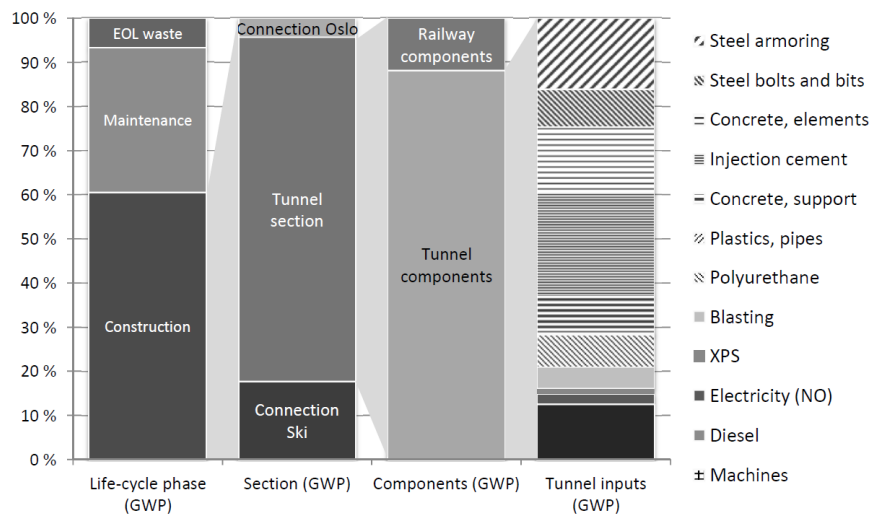 100 %
90 %
80 %
70 %
60 %
50 %
40 %
30 %
20 %
10 %
0 %
EOL waste
Maintenance
Construction
Connection Oslo
Tunnel
section
Connection
Ski
Railway
components
Tunnel
components
Life-cycle phase
(GWP)
Section (GWP)
Components (GWP)
Tunnel inputs
(GWP)
Steel armoring
Steel bolts and bits
Concrete, elements
Injection cement
Concrete, support
Plastics, pipes
Polyurethane
Blasting
XPS
Electricity (NO)
Diesel
Machines